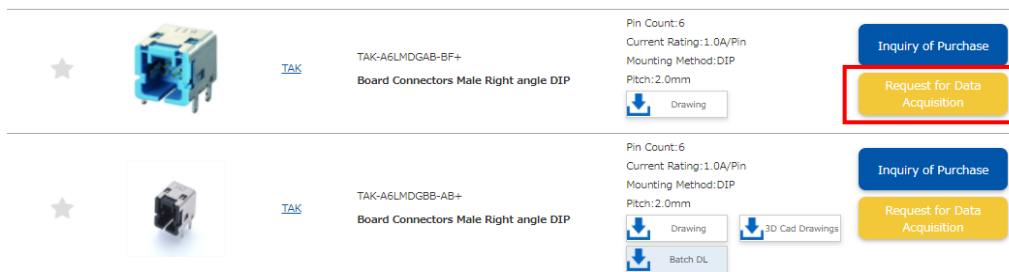 Pin Count:6
Current Rating:1.0A/Pin
TAK
TAK-A6LMDGAB-BF+
Board Connectors Male Right angle DIP
Mounting Method:DIP
Pitch:2.0mm
Drawing
Inquiry of Purchase
Request for Data
Acquisition
Pin Count:6
Current Rating:1.0A/Pin
TAK
TAK-A6LMDGBB-AB+
Board Connectors Male Right angle DIP
Mounting Method:DIP
Pitch:2.0mm
Drawing
3D Cad Drawings
Batch DL
Inquiry of Purchase
Request for Data
Acquisition